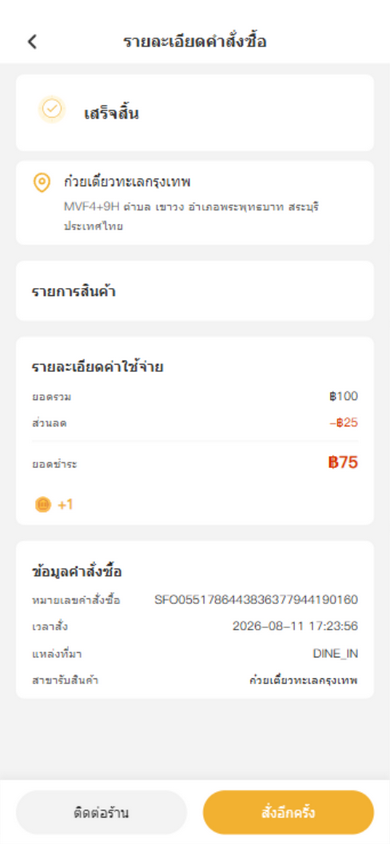 รายละเอียดคำสั่งซื้อ
เสร็จสิ้น
ก๋วยเตี๋ยวทะเลกรุงเทพ
MVF4+9H ตำบล เขาวง อำเภอพระพุทธบาท สระบุรี
ประเทศไทย
รายการสินค้า
รายละเอียดค่าใช้จ่าย
ยอดรวม ฿100
ส่วนลด -฿25
ยอดชำระ ฿75
+1
ข้อมูลคำสั่งซื้อ
หมายเลขคำสั่งซื้อ SFO0551786443836377944190160
เวลาสั่ง 2026-08-11 17:23:56
แหล่งที่มา DINE_IN
สาขารับสินค้า ก๋วยเตี๋ยวทะเลกรุงเทพ
ติดต่อร้าน สั่งอีกครั้ง